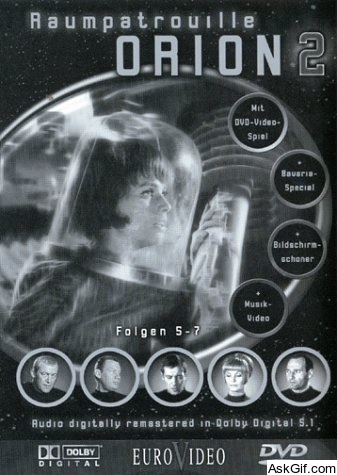 Raumpatrouille
ORION 2
Mit
DVD-Video-
Spiel
+
Bavaria-
Special
+
Bildschirm-
schoner
+
Musik-
Video
Folgen 5-7
Audio digitally remastered in Dolby Digital 5.1
DOLBY
DIGITAL
EUROVIDEO
DVD
VIDEO
AskGif.com